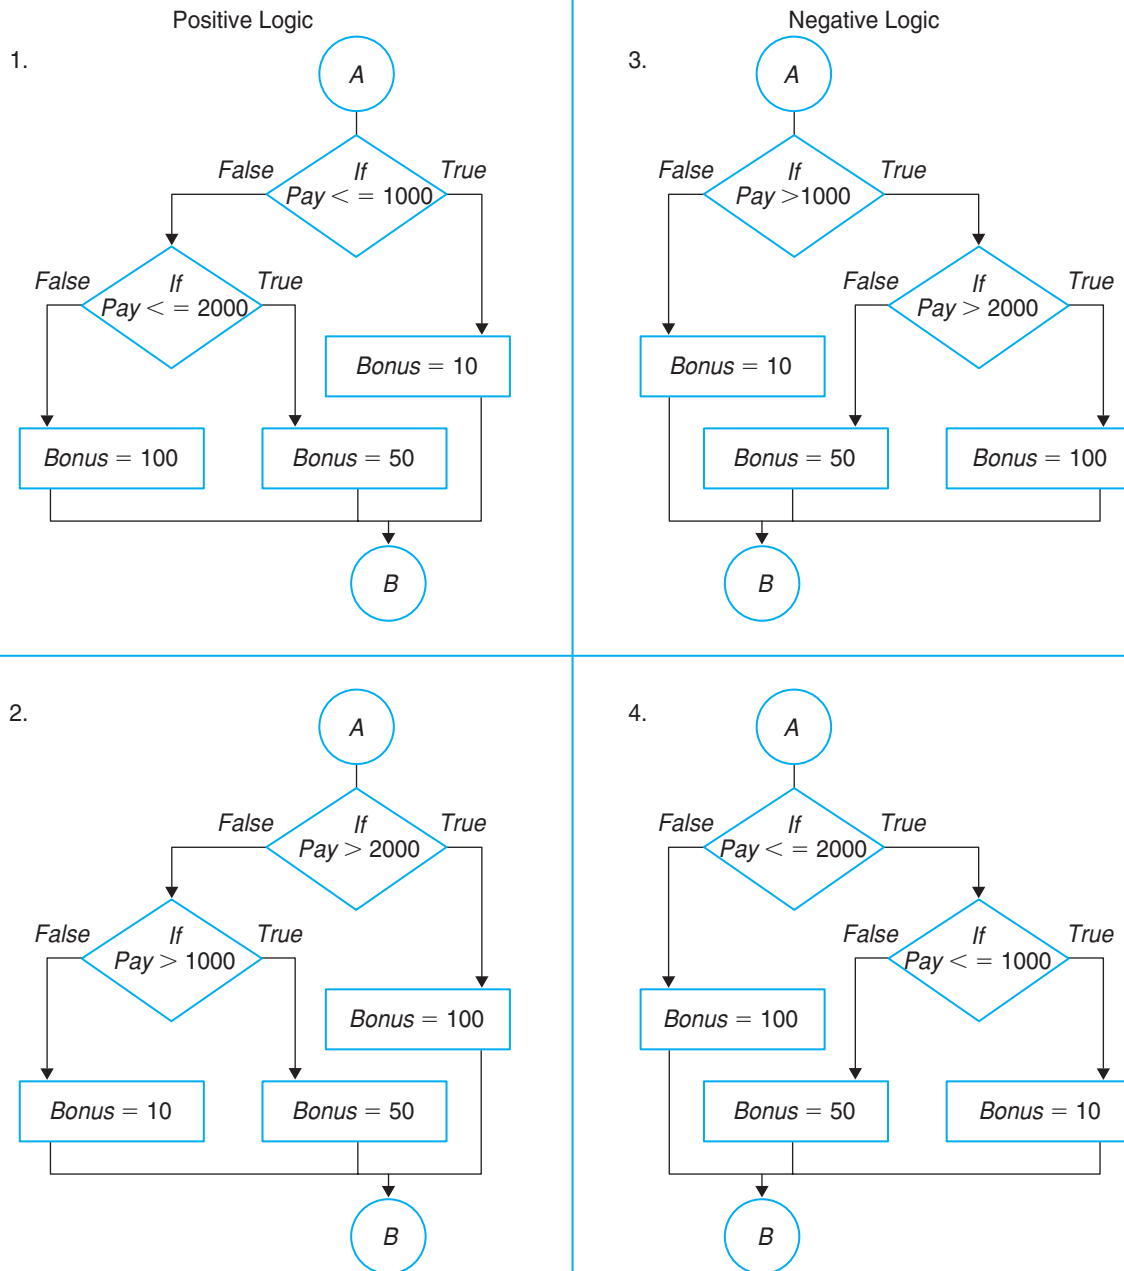 Positive Logic
1.
A
False
If
True
Pay < = 1000
False
If
True
Pay < = 2000
Bonus = 10
Bonus = 100
Bonus = 50
B
Negative Logic
3.
A
False
If
True
Pay >1000
False
If
True
Pay > 2000
Bonus = 10
Bonus = 50
Bonus = 100
B
2.
A
False
If
True
Pay > 2000
False
If
True
Pay > 1000
Bonus = 100
Bonus = 10
Bonus = 50
B
4.
A
False
If
True
Pay < = 2000
False
If
True
Pay < = 1000
Bonus = 100
Bonus = 50
Bonus = 10
B